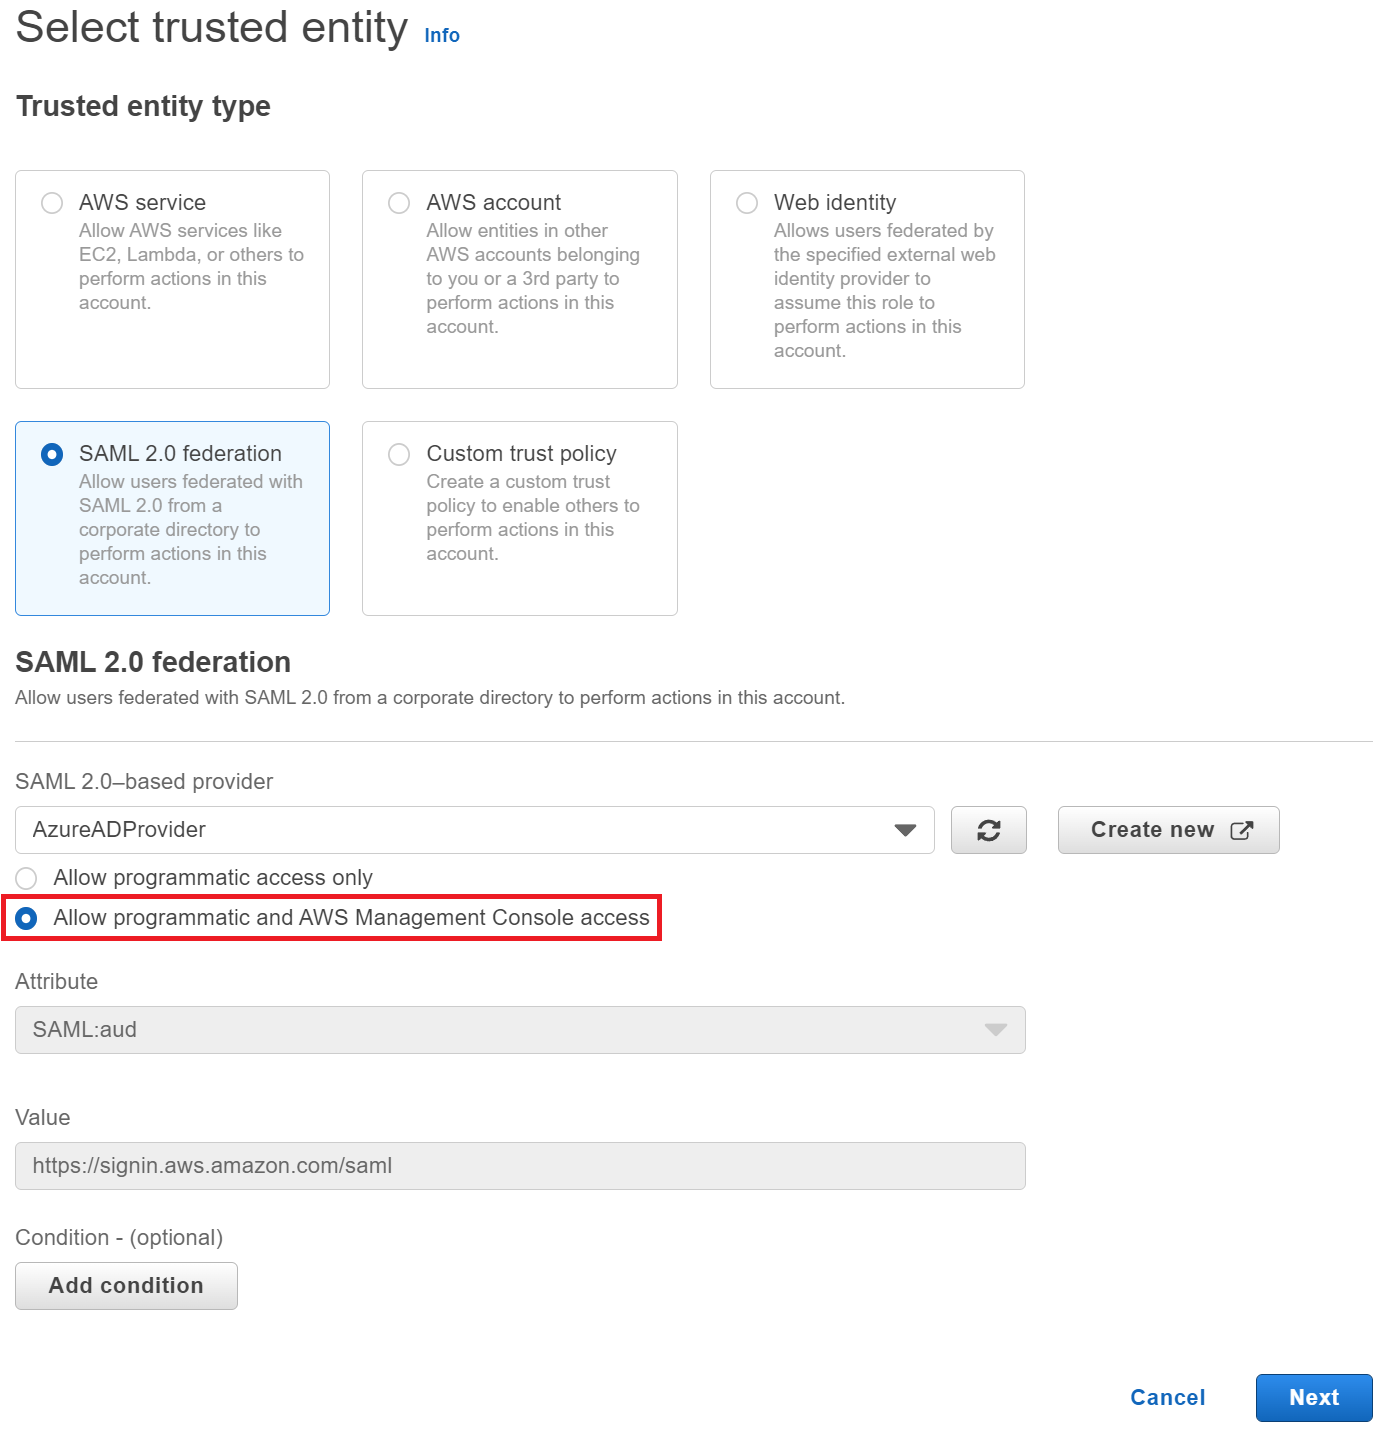 Select trusted entity Info
Trusted entity type
AWS service
Allow AWS services like
EC2, Lambda, or others to
perform actions in this
account.
AWS account
Allow entities in other
AWS accounts belonging
to you or a 3rd party to
perform actions in this
account.
Web identity
Allows users federated by
the specified external web
identity provider to
assume this role to
perform actions in this
account.
SAML 2.0 federation
Allow users federated with
SAML 2.0 from a
corporate directory to
perform actions in this
account.
Custom trust policy
Create a custom trust
policy to enable others to
perform actions in this
account.
SAML 2.0 federation
Allow users federated with SAML 2.0 from a corporate directory to perform actions in this account.
SAML 2.0–based provider
AzureADProvider
Create new
Allow programmatic access only
Allow programmatic and AWS Management Console access
Attribute
SAML:aud
Value
https://signin.aws.amazon.com/saml
Condition - (optional)
Add condition
Cancel Next